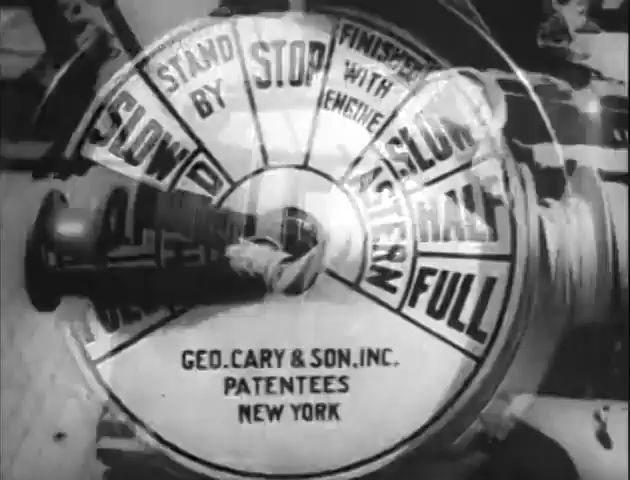 STAND
BY
STOP
FINISHED
WITH
ENGINE
SLOW
SLOW
HALF
FULL
ASTERN
GEO. CARY & SON, INC.
PATENTEES
NEW YORK